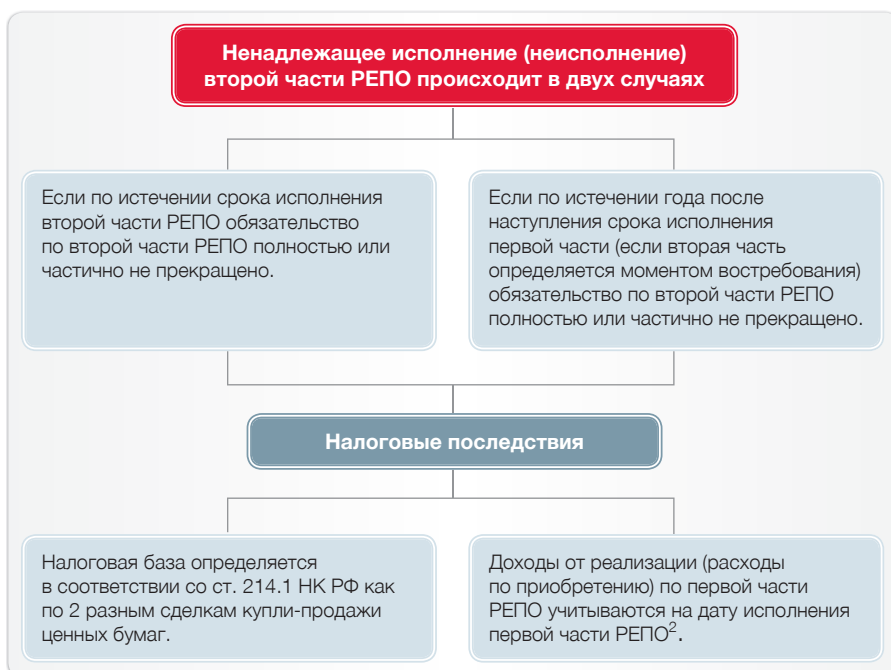 Ненадлежащее исполнение (неисполнение)
второй части РЕПО происходит в двух случаях
Если по истечении срока исполнения
второй части РЕПО обязательство
по второй части РЕПО полностью или
частично не прекращено.
Если по истечении года после
наступления срока исполнения
первой части (если вторая часть
определяется моментом востребования)
обязательство по второй части РЕПО
полностью или частично не прекращено.
Налоговые последствия
Налоговая база определяется
в соответствии со ст. 214.1 НК РФ как
по 2 разным сделкам купли-продажи
ценных бумаг.
Доходы от реализации (расходы
по приобретению) по первой части
РЕПО учитываются на дату исполнения
первой части РЕПО².